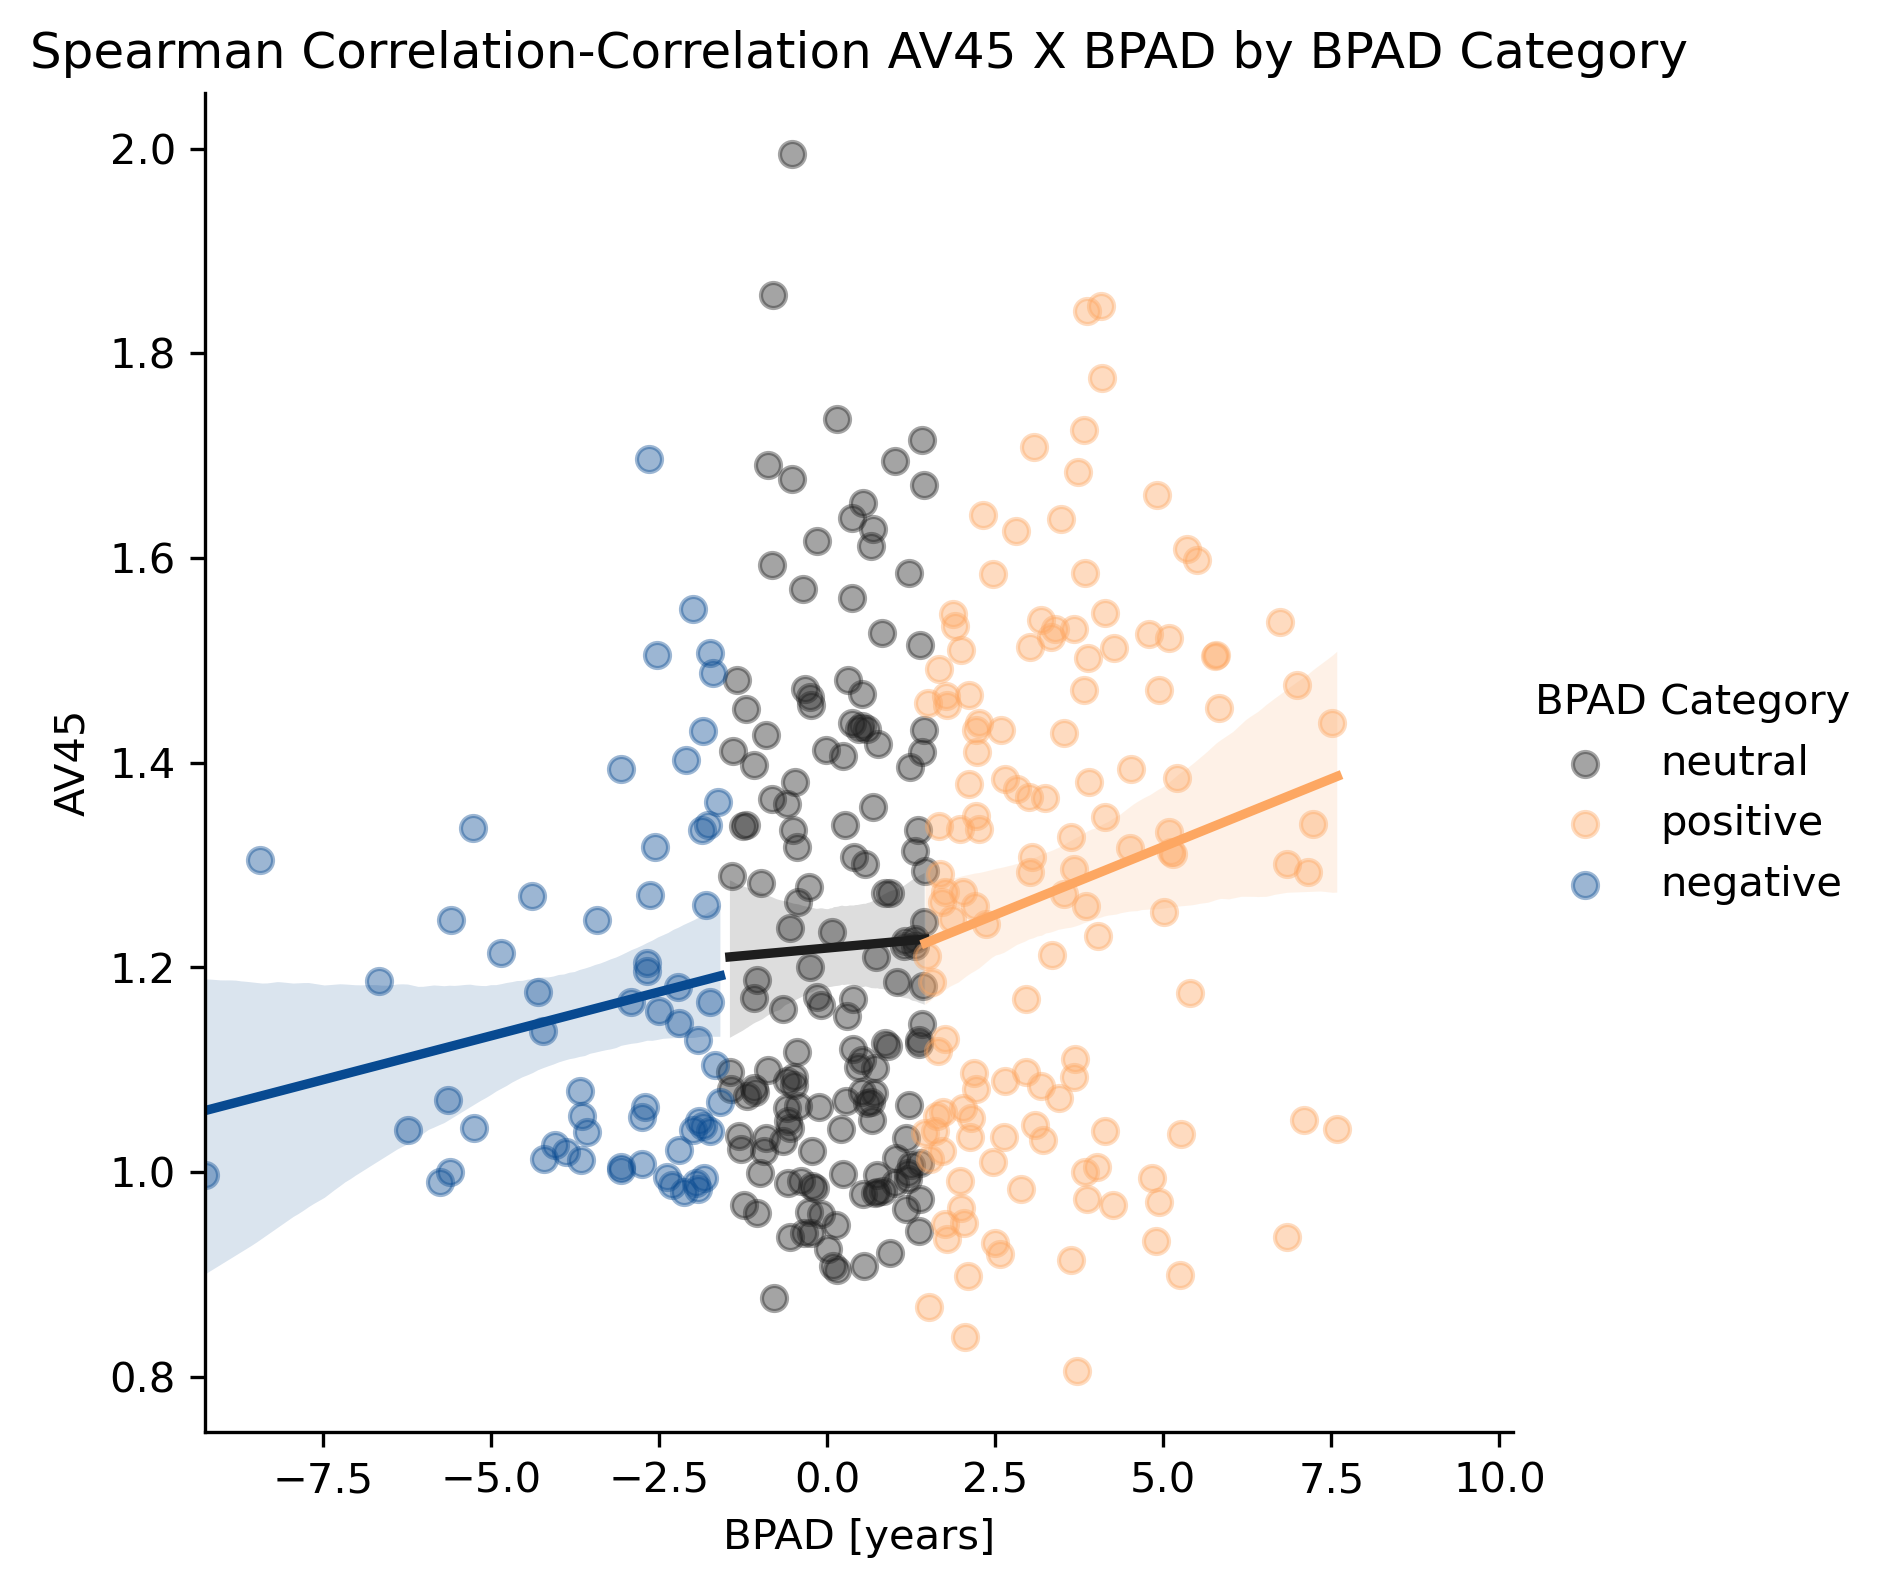 Spearman Correlation-Correlation AV45 X BPAD by BPAD Category
2.0
1.8
1.6
1.4
1.2
1.0
0.8
AV45
−7.5 −5.0 −2.5 0.0 2.5 5.0 7.5 10.0
BPAD [years]
BPAD Category
neutral
positive
negative